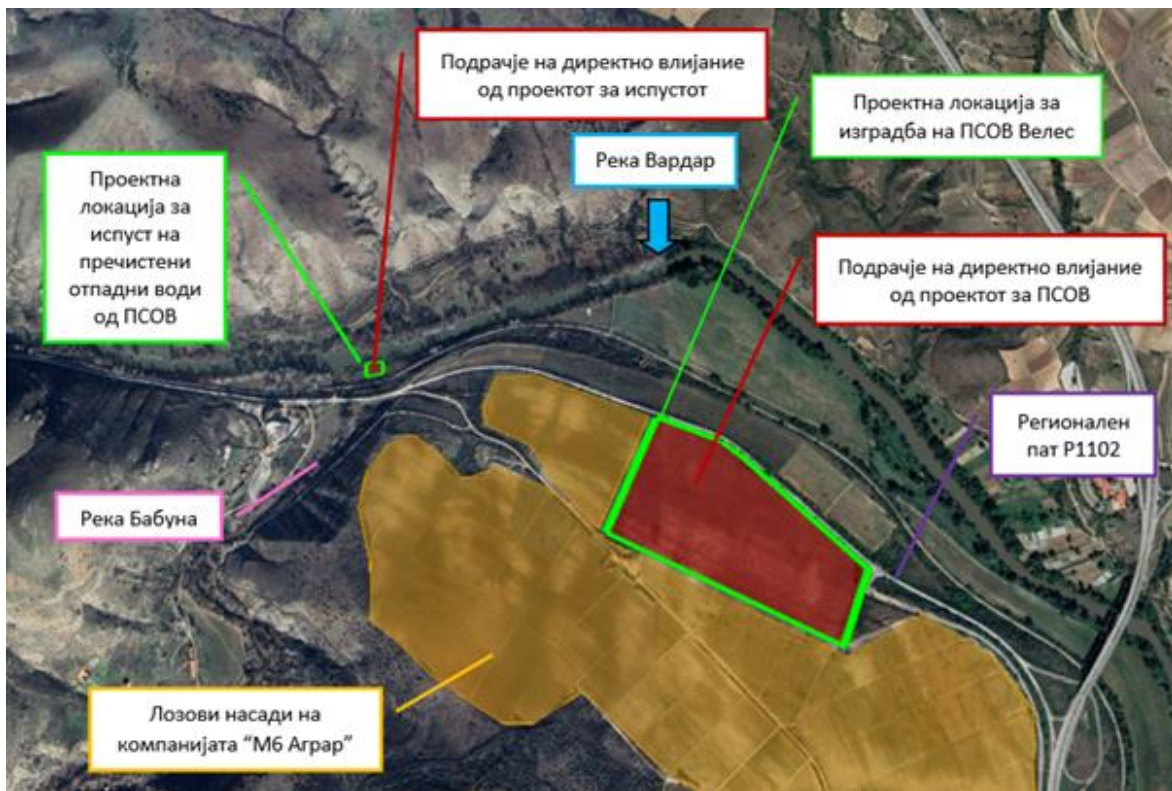 Подрачје на директно влијание
од проектот за испустот
Проектна локација за
изградба на ПСОВ Велес
Река Вардар
Проектна
локација за
испуст на
пречистени
отпадни води
од ПСОВ
Подрачје на директно влијание
од проектот за ПСОВ
Регионален
пат Р1102
Река Бабуна
Лозови насади на
компанијата “М6 Аграр”